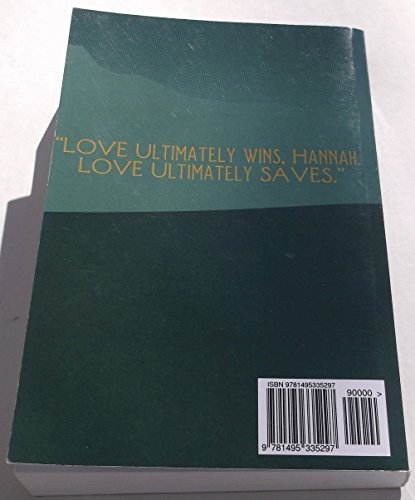 "LOVE ULTIMATELY WINS, HANNAH.
LOVE ULTIMATELY SAVES."
ISBN 9781495335297
90000 >
9 781495 335297